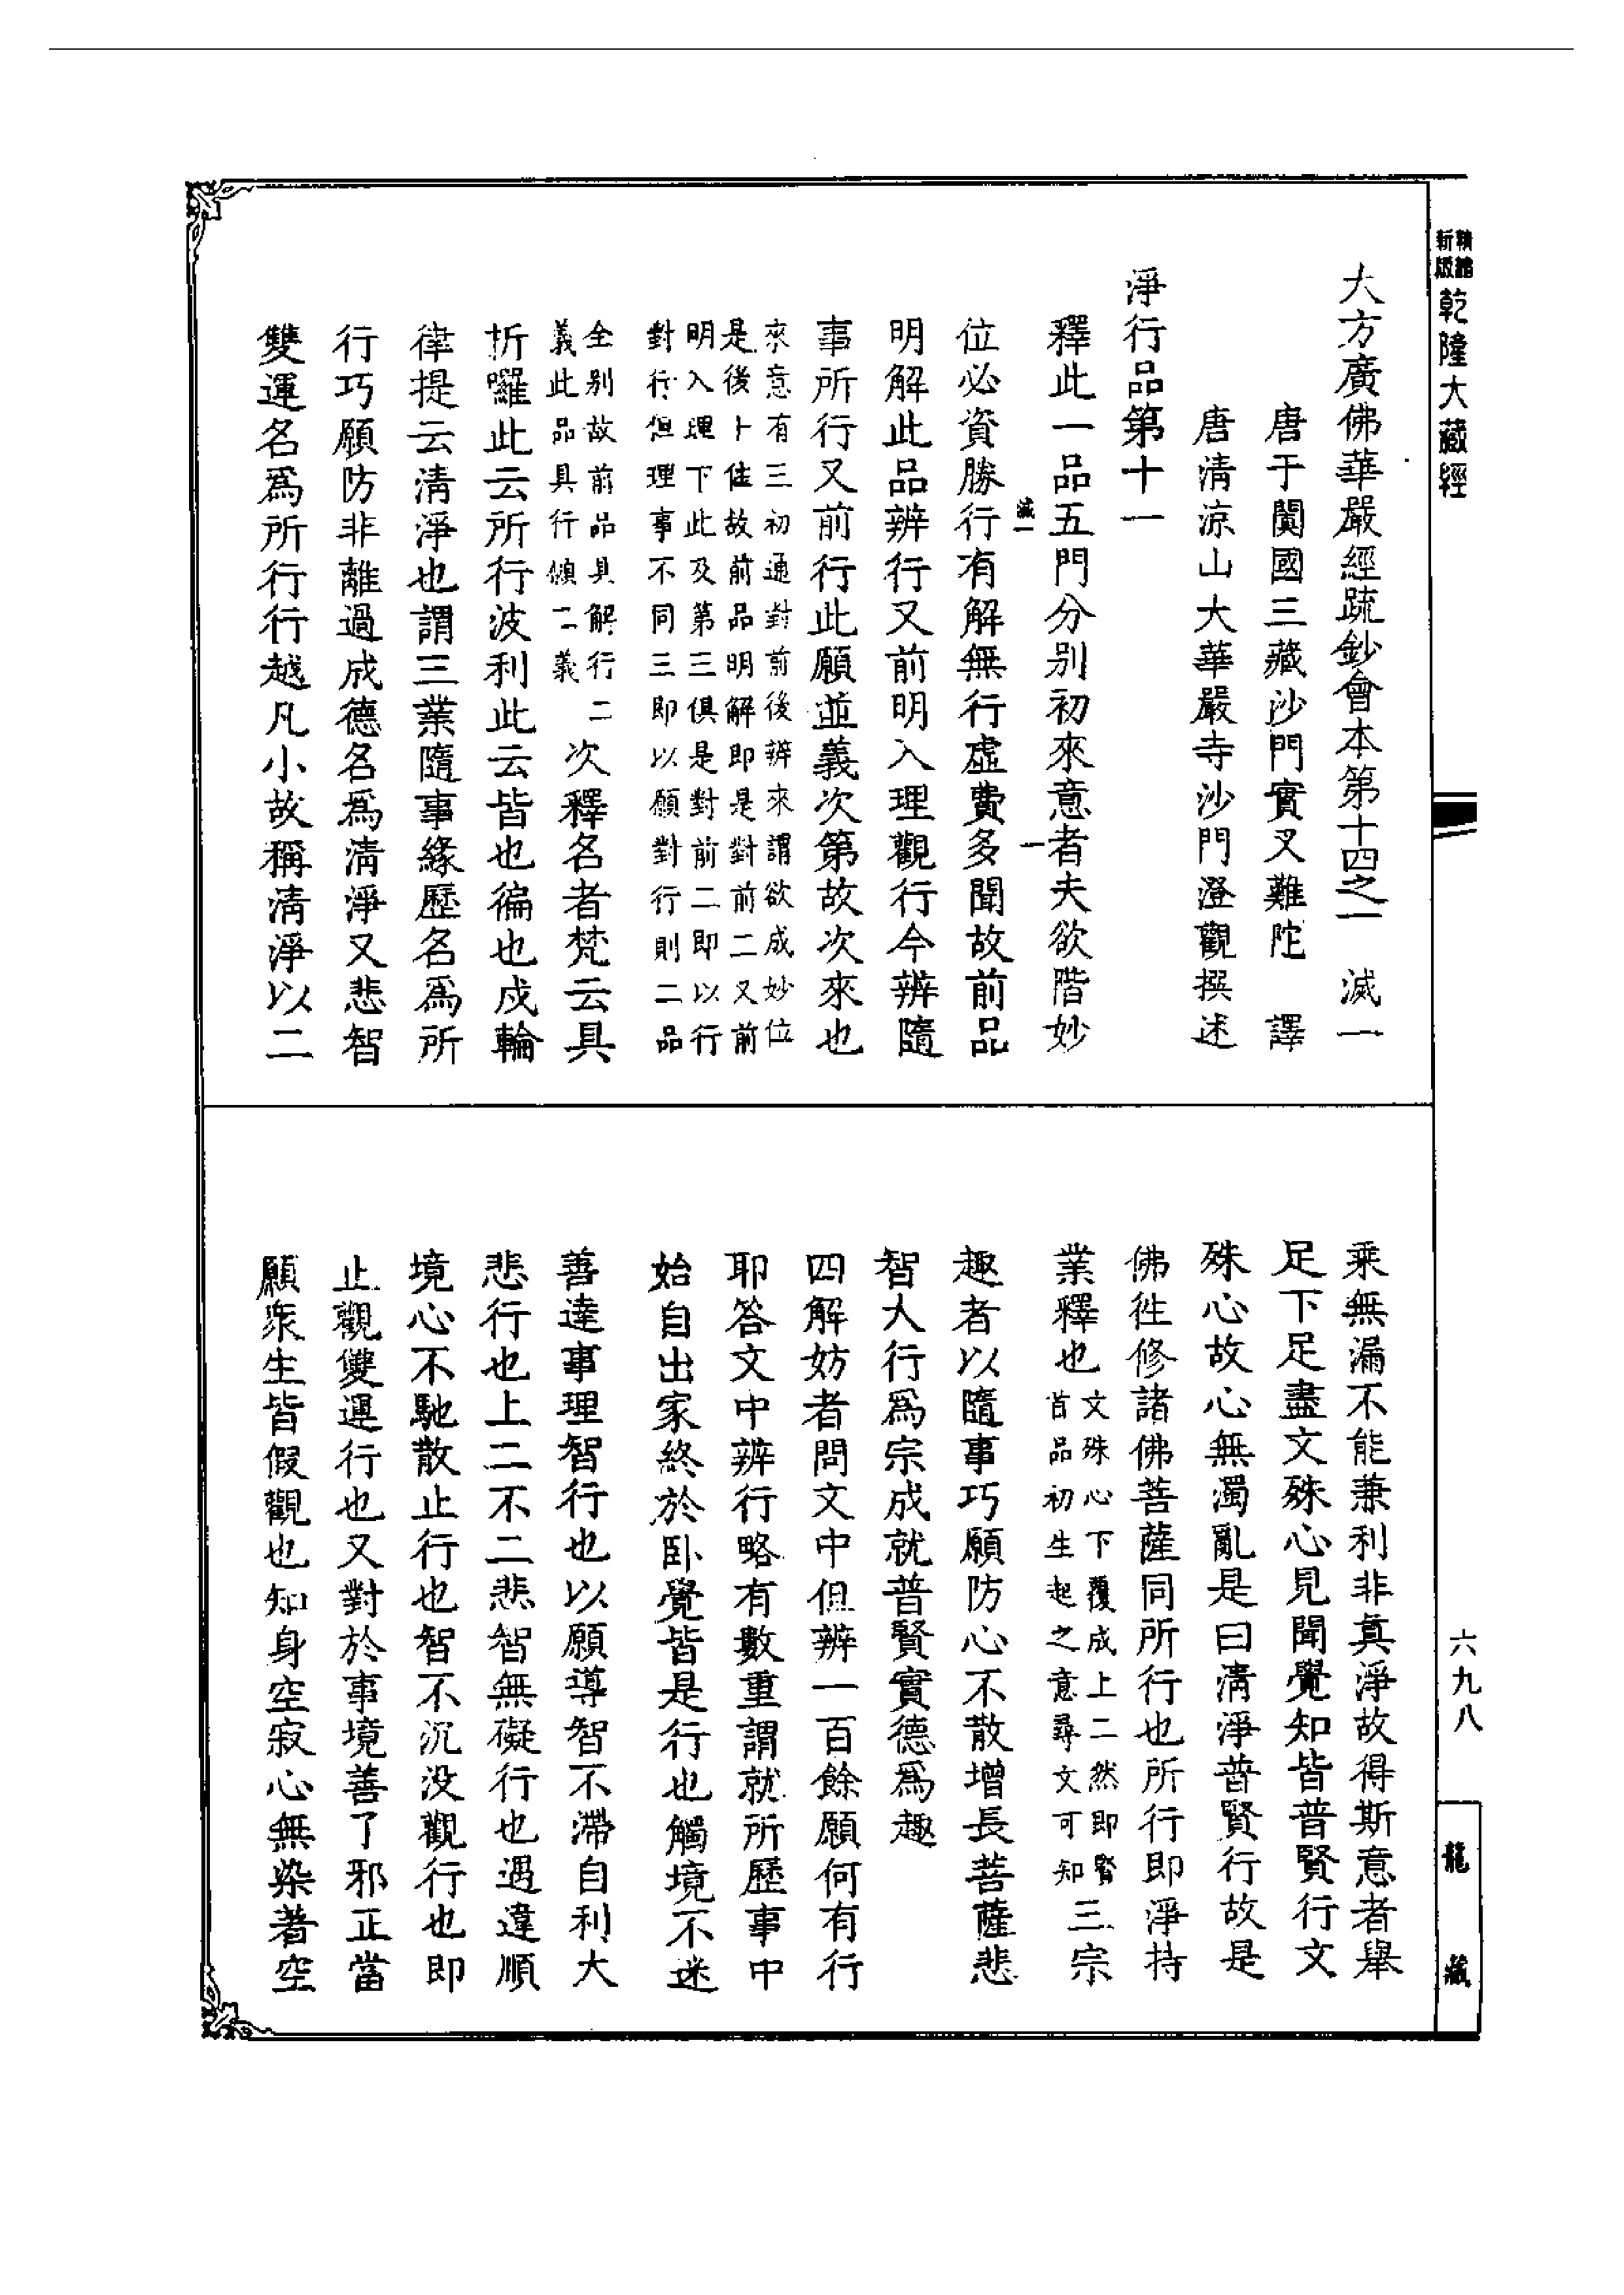 新版精縮
乾隆大藏經
大方廣佛華嚴經疏鈔會本第十四之一 滅一
唐于闐國三藏沙門實叉難陀 譯
唐清涼山大華嚴寺沙門澄觀撰述
淨行品第十一
釋此一品五門分別初來意者夫欲階妙
滅一
一
位必資勝行有解無行虛費多聞故前品
明解此品辨行又前明入理觀行今辨隨
事所行又前行此願並義次第故次來也
來意有三初通對前後辨來謂欲成妙位
是後十住故前品明解即是對前二又前
明入理下此及第三俱是對前二即以行
對行但理事不同三即以願對行則二品
全別故前品具解行二
義此品具行傾二義
次釋名者梵云具
折囉此云所行波利此云皆也徧也戍輪
律提云清淨也謂三業隨事緣歷名爲所
行巧願防非離過成德名爲清淨又悲智
雙運名爲所行行越凡小故稱清淨以二
乘無漏不能兼利非真淨故得斯意者舉
足下足盡文殊心見聞覺知皆普賢行文
殊心故心無濁亂是曰清淨普賢行故是
佛徃修諸佛菩薩同所行也所行即淨持
業釋也
文殊心下覆成上二然即賢
首品初生起之意尋文可知
三宗
趣者以隨事巧願防心不散增長菩薩悲
智大行爲宗成就普賢實德爲趣
四解妨者問文中但辨一百餘願何有行
耶答文中辨行略有數重謂就所歷事中
始自出家終於卧覺皆是行也觸境不迷
善達事理智行也以願導智不滯自利大
悲行也上二不二悲智無礙行也遇違順
境心不馳散止行也智不沉没觀行也即
止觀雙運行也又對於事境善了邪正當
願衆生皆假觀也知身空寂心無染著空
六九八
龍藏